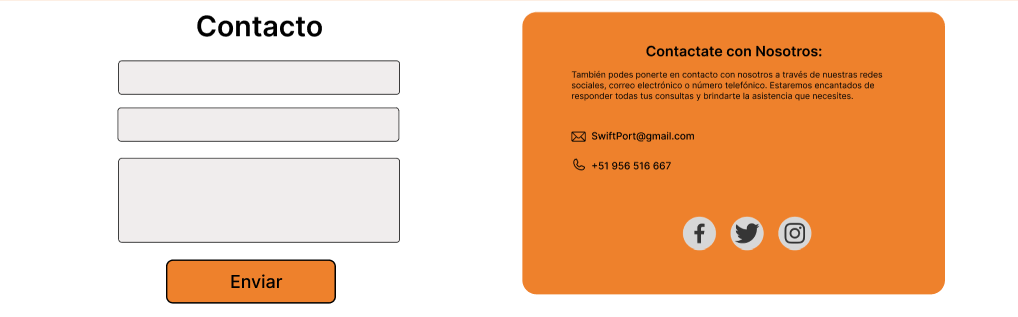 Contacto
Enviar
Contactate con Nosotros:
También podes ponerte en contacto con nosotros a través de nuestras redes
sociales, correo electrónico o número telefónico. Estaremos encantados de
responder todas tus consultas y brindarte la asistencia que necesites.
SwiftPort@gmail.com
+51 956 516 667